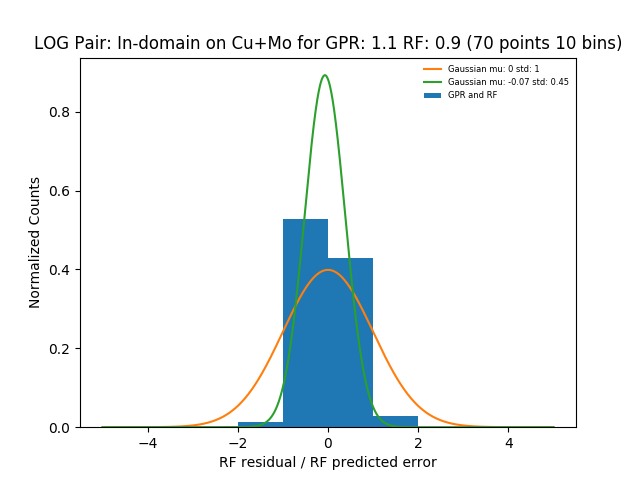 LOG Pair: In-domain on Cu+Mo for GPR: 1.1 RF: 0.9 (70 points 10 bins)
Gaussian mu: 0 std: 1
Gaussian mu: -0.07 std: 0.45
GPR and RF
Normalized Counts
0.8
0.6
0.4
0.2
0.0
−4
−2
0
2
4
RF residual / RF predicted error